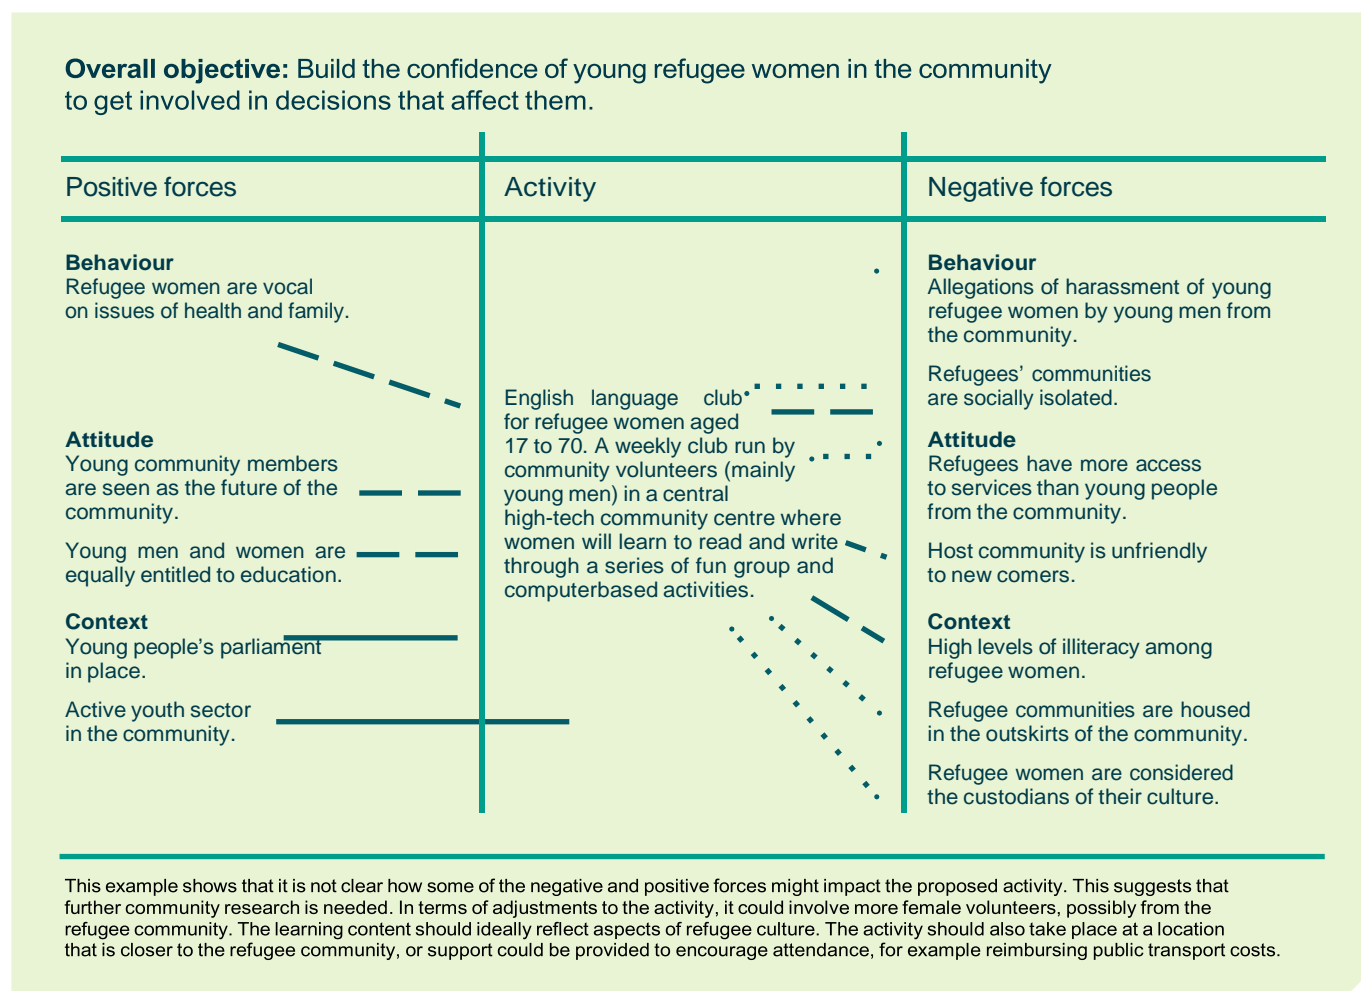 Overall objective: Build the confidence of young refugee women in the community
to get involved in decisions that affect them.
Positive forces
Activity
Negative forces
Behaviour
Refugee women are vocal
on issues of health and family.
Attitude
Young community members
are seen as the future of the
community.
Young men and women are
equally entitled to education.
Context
Young people's parliament
in place.
Active youth sector
in the community.
English language club
for refugee women aged
17 to 70. A weekly club run by
community volunteers (mainly
young men) in a central
high-tech community centre where
women will learn to read and write
through a series of fun group and
computerbased activities.
Behaviour
Allegations of harassment of young
refugee women by young men from
the community.
Refugees' communities
are socially isolated.
Attitude
Refugees have more access
to services than young people
from the community.
Host community is unfriendly
to new comers.
Context
High levels of illiteracy among
refugee women.
Refugee communities are housed
in the outskirts of the community.
Refugee women are considered
the custodians of their culture.
This example shows that it is not clear how some of the negative and positive forces might impact the proposed activity. This suggests that
further community research is needed. In terms of adjustments to the activity, it could involve more female volunteers, possibly from the
refugee community. The learning content should ideally reflect aspects of refugee culture. The activity should also take place at a location
that is closer to the refugee community, or support could be provided to encourage attendance, for example reimbursing public transport costs.